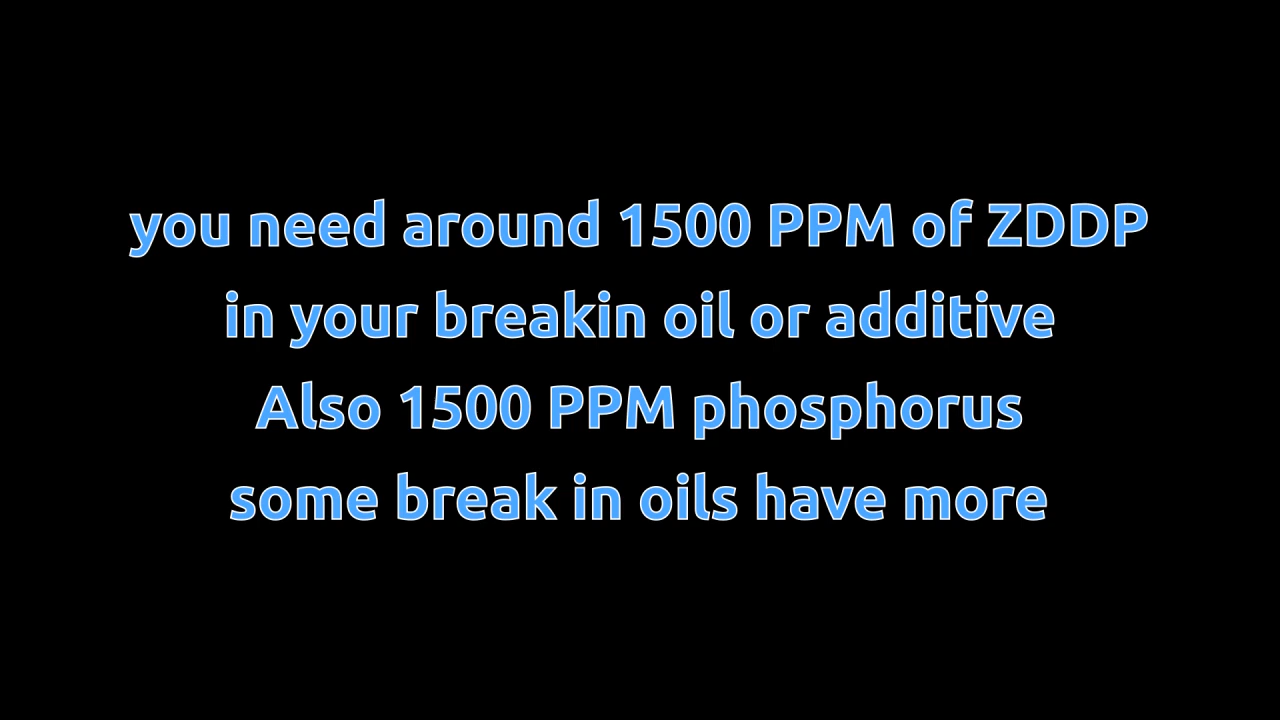 you need around 1500 PPM of ZDDP
in your breakin oil or additive
Also 1500 PPM phosphorus
some break in oils have more